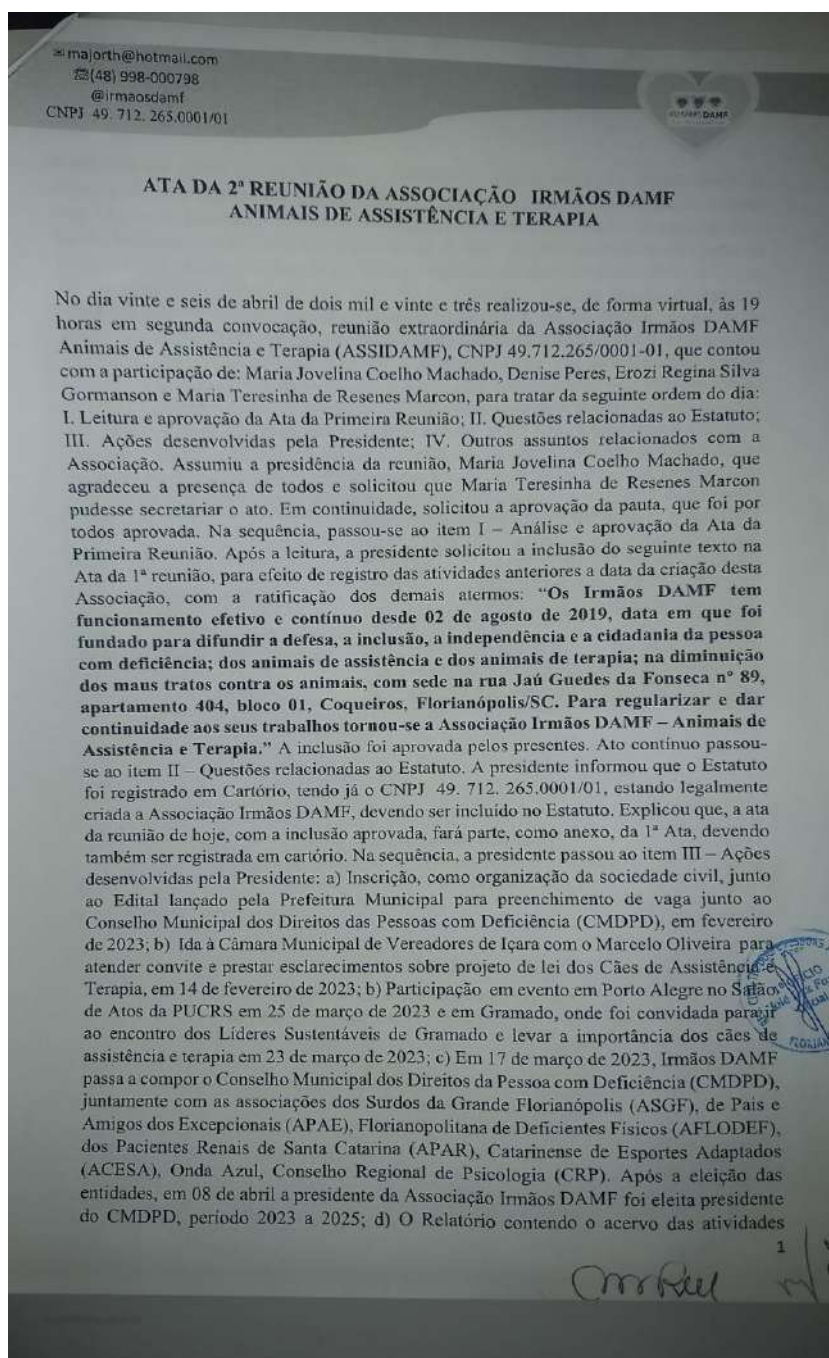 majorth@hotmail.com
(48) 998-000798
@irmaosdamf
CNPJ 49. 712. 265.0001/01
ATA DA 2ª REUNIÃO DA ASSOCIAÇÃO IRMÃOS DAMF
ANIMAIS DE ASSISTÊNCIA E TERAPIA
No dia vinte e seis de abril de dois mil e vinte e três realizou-se, de forma virtual, às 19
horas em segunda convocação, reunião extraordinária da Associação Irmãos DAMF
Animais de Assistência e Terapia (ASSIDAMF), CNPJ 49.712.265/0001-01, que contou
com a participação de: Maria Jovelina Coelho Machado, Denise Peres, Erozi Regina Silva
Gormanson e Maria Teresinha de Resenes Marcon, para tratar da seguinte ordem do dia:
I. Leitura e aprovação da Ata da Primeira Reunião; II. Questões relacionadas ao Estatuto;
III. Ações desenvolvidas pela Presidente; IV. Outros assuntos relacionados com a
Associação. Assumiu a presidência da reunião, Maria Jovelina Coelho Machado, que
agradeceu a presença de todos e solicitou que Maria Teresinha de Resenes Marcon
pudesse secretariar o ato. Em continuidade, solicitou a aprovação da pauta, que foi por
todos aprovada. Na sequência, passou-se ao item I – Análise e aprovação da Ata da
Primeira Reunião. Após a leitura, a presidente solicitou a inclusão do seguinte texto na
Ata da 1ª reunião, para efeito de registro das atividades anteriores a data da criação desta
Associação, com a ratificação dos demais atermos: “Os Irmãos DAMF tem
funcionamento efetivo e contínuo desde 02 de agosto de 2019, data em que foi
fundado para difundir a defesa, a inclusão, a independência e a cidadania da pessoa
com deficiência; dos animais de assistência e dos animais de terapia; na diminuição
dos maus tratos contra os animais, com sede na rua Jaú Guedes da Fonseca n° 89,
apartamento 404, bloco 01, Coqueiros, Florianópolis/SC. Para regularizar e dar
continuidade aos seus trabalhos tornou-se a Associação Irmãos DAMF – Animais de
Assistência e Terapia.” A inclusão foi aprovada pelos presentes. Ato contínuo passou-
se ao item II – Questões relacionadas ao Estatuto. A presidente informou que o Estatuto
foi registrado em Cartório, tendo já o CNPJ 49. 712. 265.0001/01, estando legalmente
criada a Associação Irmãos DAMF, devendo ser incluído no Estatuto. Explicou que, a ata
da reunião de hoje, com a inclusão aprovada, fará parte, como anexo, da 1ª Ata, devendo
também ser registrada em cartório. Na sequência, a presidente passou ao item III – Ações
desenvolvidas pela Presidente: a) Inscrição, como organização da sociedade civil, junto
ao Edital lançado pela Prefeitura Municipal para preenchimento de vaga junto ao
Conselho Municipal dos Direitos das Pessoas com Deficiência (CMDPD), em fevereiro
de 2023; b) Ida à Câmara Municipal de Vereadores de Içara com o Marcelo Oliveira para
atender convite e prestar esclarecimentos sobre projeto de lei dos Cães de Assistência e
Terapia, em 14 de fevereiro de 2023; b) Participação em evento em Porto Alegre no Salão
de Atos da PUCRS em 25 de março de 2023 e em Gramado, onde foi convidada para ir
ao encontro dos Líderes Sustentáveis de Gramado e levar a importância dos cães de
assistência e terapia em 23 de março de 2023; c) Em 17 de março de 2023, Irmãos DAMF
passa a compor o Conselho Municipal dos Direitos da Pessoa com Deficiência (CMDPD),
juntamente com as associações dos Surdos da Grande Florianópolis (ASGF), de Pais e
Amigos dos Excepcionais (APAE), Florianopolitana de Deficientes Físicos (AFLODEF),
dos Pacientes Renais de Santa Catarina (APAR), Catarinense de Esportes Adaptados
(ACESA), Onda Azul, Conselho Regional de Psicologia (CRP). Após a eleição das
entidades, em 08 de abril a presidente da Associação Irmãos DAMF foi eleita presidente
do CMDPD, período 2023 a 2025; d) O Relatório contendo o acervo das atividades
1